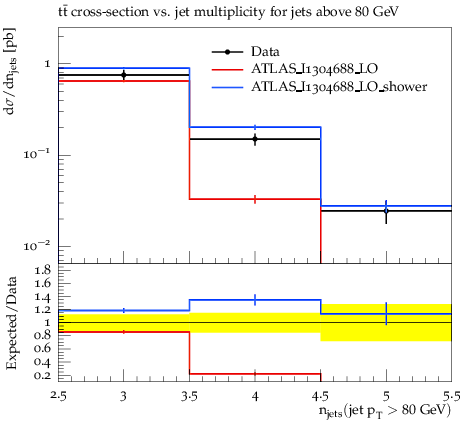 tt̄ cross-section vs. jet multiplicity for jets above 80 GeV
dσ/dn_jets [pb]
Data
ATLAS_I1304688_LO
ATLAS_I1304688_LO_shower
1
10⁻¹
10⁻²
Expected/Data
1.8
1.6
1.4
1.2
1
0.8
0.6
0.4
0.2
2.5 3 3.5 4 4.5 5 5.5
n_jets(jet p_T > 80 GeV)